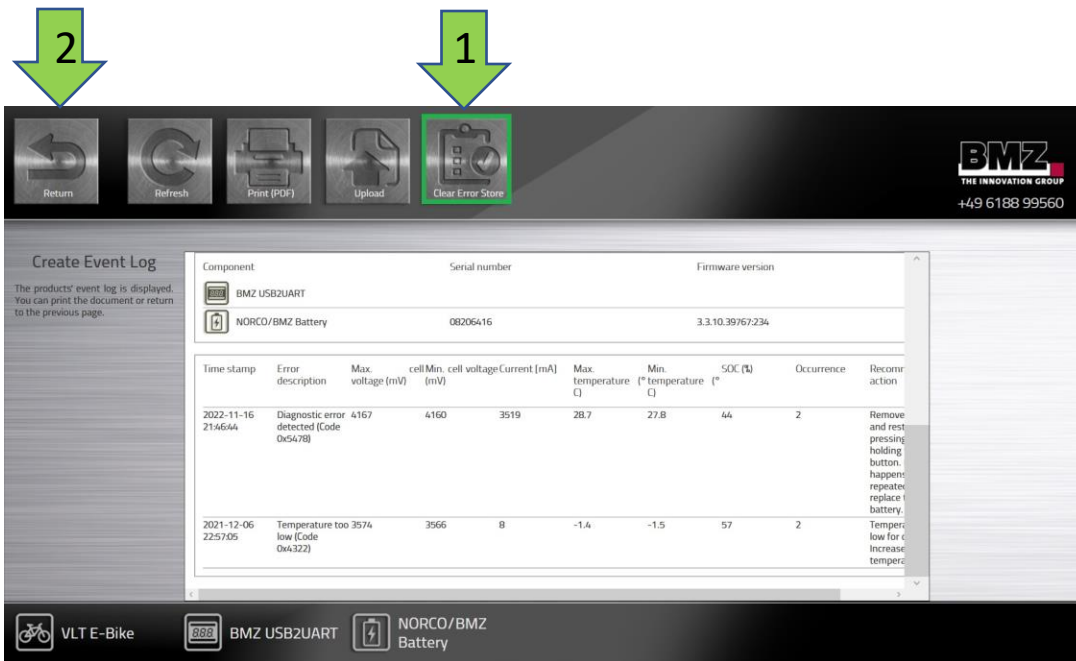 2
1
Return
Refresh
Print (PDF)
Upload
Clear Error Store
BMZ
THE INNOVATION GROUP
+49 6188 99560
Create Event Log
The products' event log is displayed.
You can print the document or return
to the previous page.
Component Serial number Firmware version
BMZ USB2UART
NORCO/BMZ Battery 08206416 3.3.10.39767:234
Time stamp Error Max. cell Min. cell voltage Current [mA] Max. Min. SOC (%) Occurrence
description voltage (mV) (mV) temperature (° temperature (° action
C) C)
2022-11-16 Diagnostic error 4167 4160 3519 28.7 27.8 44 2 Remove
21:46:44 detected (Code and
0x5478) pressing
holding
button.
replace
battery.
2021-12-06 Temperature too 3574 3566 8 -1.4 -1.5 57 2
22:57:05 low (Code low for
0x4322) Increase
VLT E-Bike
888 BMZ USB2UART
NORCO/BMZ
Battery